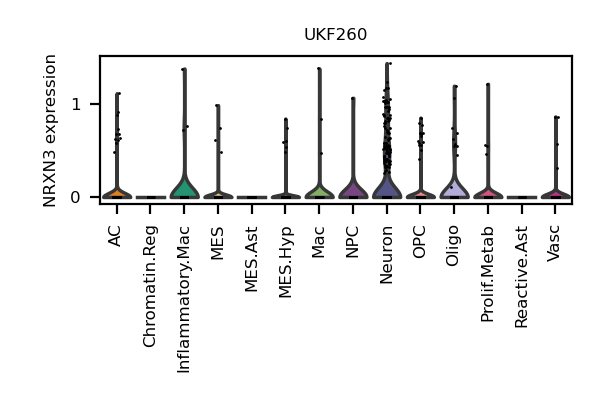 UKF260
NRXN3 expression
1
0
AC
Chromatin.Reg
Inflammatory.Mac
MES
MES.Ast
MES.Hyp
Mac
NPC
Neuron
OPC
Oligo
Prolif.Metab
Reactive.Ast
Vasc